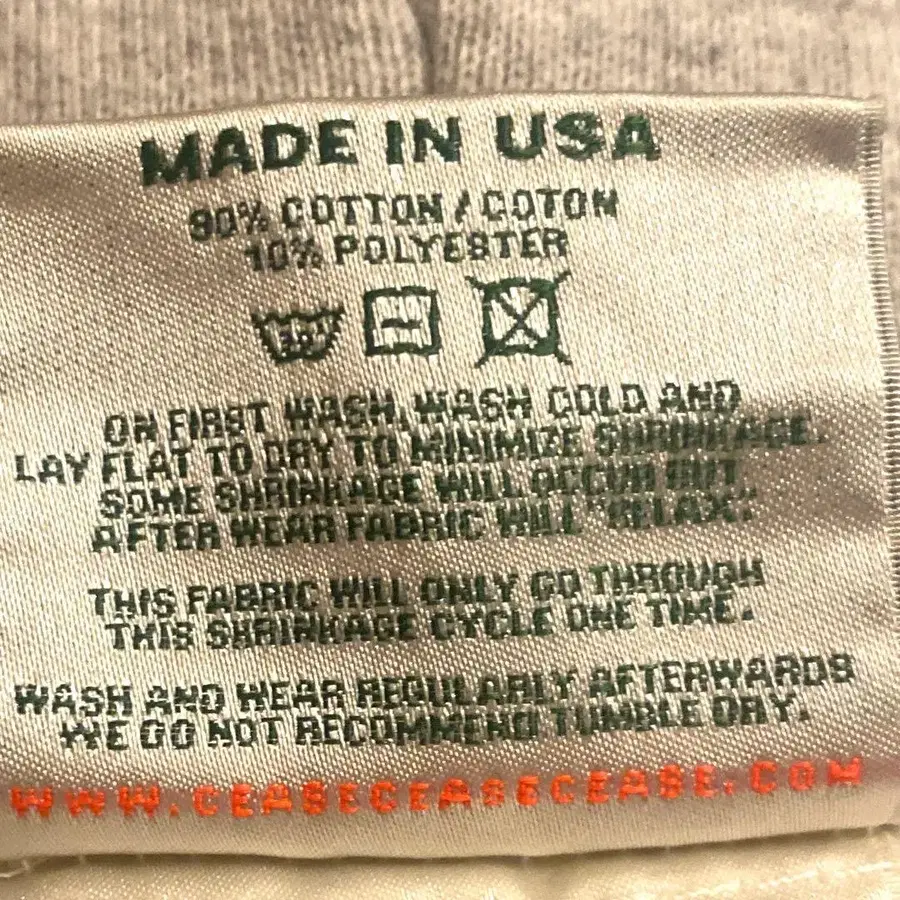 MADE IN USA
90% COTTON / COTON
10% POLYESTER
30°
ON FIRST WASH, WASH COLD AND
LAY FLAT TO DRY TO MINIMIZE SHRINKAGE.
SOME SHRINKAGE WILL OCCUR BUT
AFTER WEAR FABRIC WILL "RELAX".
THIS FABRIC WILL ONLY GO THROUGH
THIS SHRINKAGE CYCLE ONE TIME.
WASH AND WEAR REGULARLY AFTERWARDS
WE DO NOT RECOMMEND TUMBLE DRY.
WWW.CEASECEASECEASE.COM